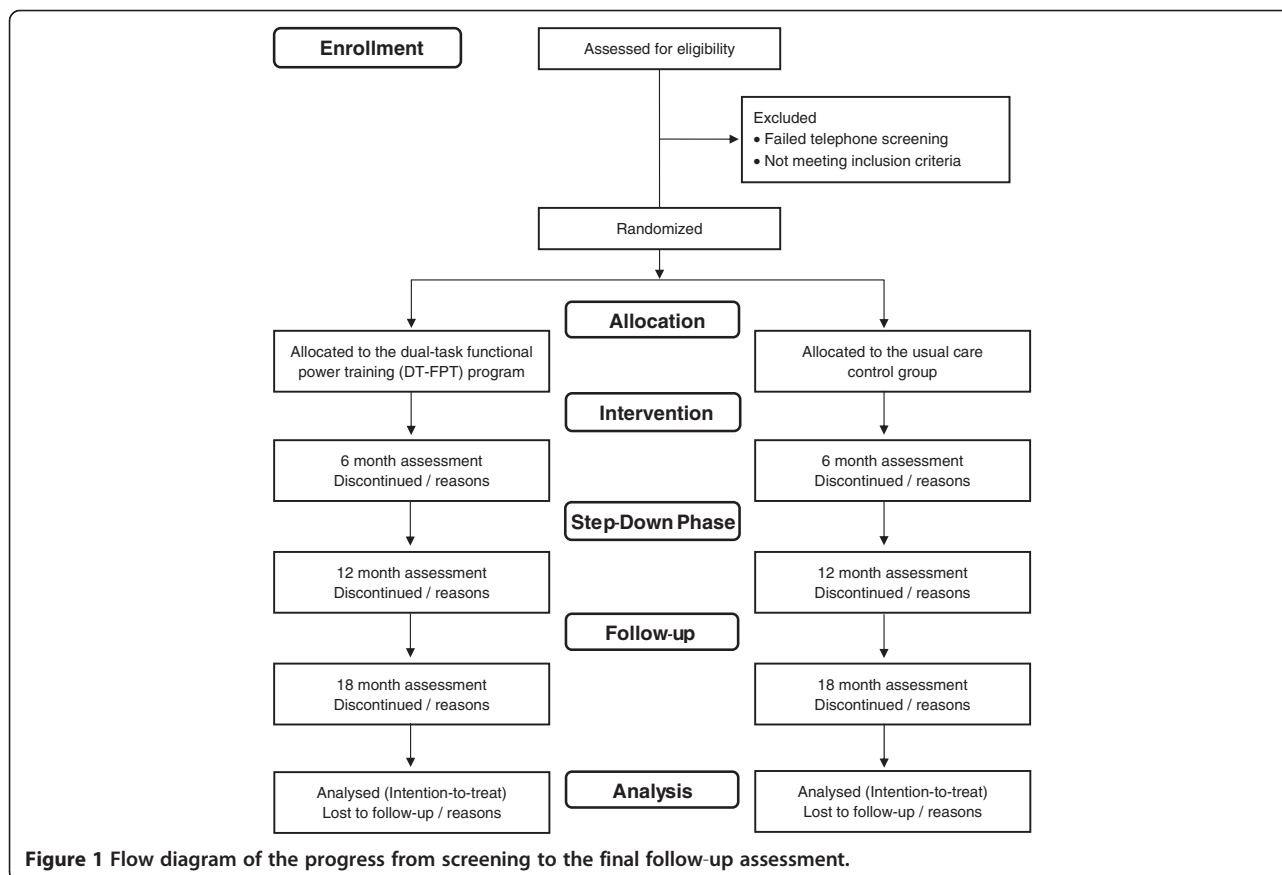 Enrollment
Assessed for eligibility
Excluded
• Failed telephone screening
• Not meeting inclusion criteria
Randomized
Allocation
Allocated to the dual-task functional
power training (DT-FPT) program
Allocated to the usual care
control group
Intervention
6 month assessment
Discontinued / reasons
6 month assessment
Discontinued / reasons
Step-Down Phase
12 month assessment
Discontinued / reasons
12 month assessment
Discontinued / reasons
Follow-up
18 month assessment
Discontinued / reasons
18 month assessment
Discontinued / reasons
Analysis
Analysed (Intention-to-treat)
Lost to follow-up / reasons
Analysed (Intention-to-treat)
Lost to follow-up / reasons
Figure 1 Flow diagram of the progress from screening to the final follow-up assessment.